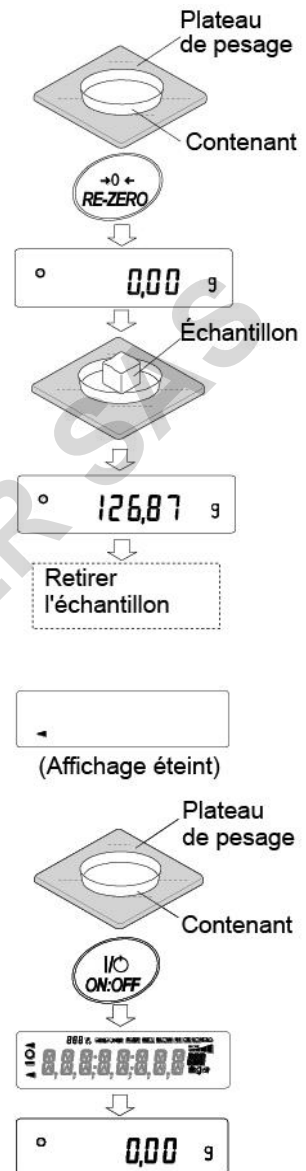 Plateau
de pesage
Contenant
→0←
RE-ZERO
0,00 g
Échantillon
126,87 g
Retirer
l'échantillon
(Affichage éteint)
Plateau
de pesage
Contenant
ON:OFF
0,00 g